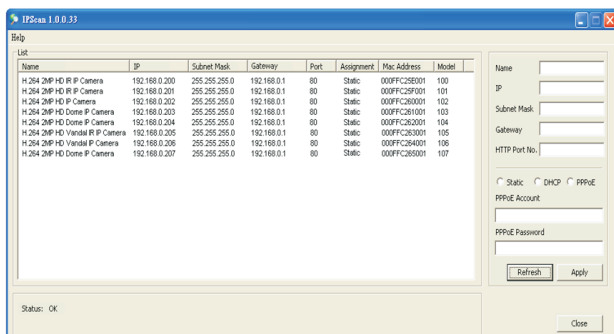 IPScan 1.0.0.33
Help
List
Name IP Subnet Mask Gateway Port Assignment Mac Address Model
H.264 2MP HD IR IP Camera 192.168.0.200 255.255.255.0 192.168.0.1 80 Static 000FFC25E001 100
H.264 2MP HD IR IP Camera 192.168.0.201 255.255.255.0 192.168.0.1 80 Static 000FFC25F001 101
H.264 2MP HD IP Camera 192.168.0.202 255.255.255.0 192.168.0.1 80 Static 000FFC260001 102
H.264 2MP HD Dome IP Camera 192.168.0.203 255.255.255.0 192.168.0.1 80 Static 000FFC261001 103
H.264 2MP HD Dome IP Camera 192.168.0.204 255.255.255.0 192.168.0.1 80 Static 000FFC262001 104
H.264 2MP HD Vandal IR IP Camera 192.168.0.205 255.255.255.0 192.168.0.1 80 Static 000FFC263001 105
H.264 2MP HD Vandal IP Camera 192.168.0.206 255.255.255.0 192.168.0.1 80 Static 000FFC264001 106
H.264 2MP HD Dome IP Camera 192.168.0.207 255.255.255.0 192.168.0.1 80 Static 000FFC265001 107
Name
IP
Subnet Mask
Gateway
HTTP Port No.
Static DHCP PPPoE
PPPoE Account
PPPoE Password
Refresh Apply
Status: OK
Close